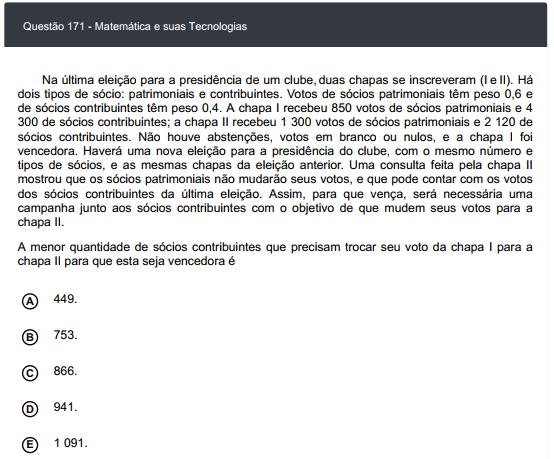 Questão 171 - Matemática e suas Tecnologias
Na última eleição para a presidência de um clube, duas chapas se inscreveram (I e II). Há
dois tipos de sócio: patrimoniais e contribuintes. Votos de sócios patrimoniais têm peso 0,6 e
de sócios contribuintes têm peso 0,4. A chapa I recebeu 850 votos de sócios patrimoniais e 4
300 de sócios contribuintes; a chapa II recebeu 1 300 votos de sócios patrimoniais e 2 120 de
sócios contribuintes. Não houve abstenções, votos em branco ou nulos, e a chapa I foi
vencedora. Haverá uma nova eleição para a presidência do clube, com o mesmo número e
tipos de sócios, e as mesmas chapas da eleição anterior. Uma consulta feita pela chapa II
mostrou que os sócios patrimoniais não mudarão seus votos, e que pode contar com os votos
dos sócios contribuintes da última eleição. Assim, para que vença, será necessária uma
campanha junto aos sócios contribuintes com o objetivo de que mudem seus votos para a
chapa II.
A menor quantidade de sócios contribuintes que precisam trocar seu voto da chapa I para a
chapa II para que esta seja vencedora é
A 449.
B 753.
C 866.
D 941.
E 1 091.